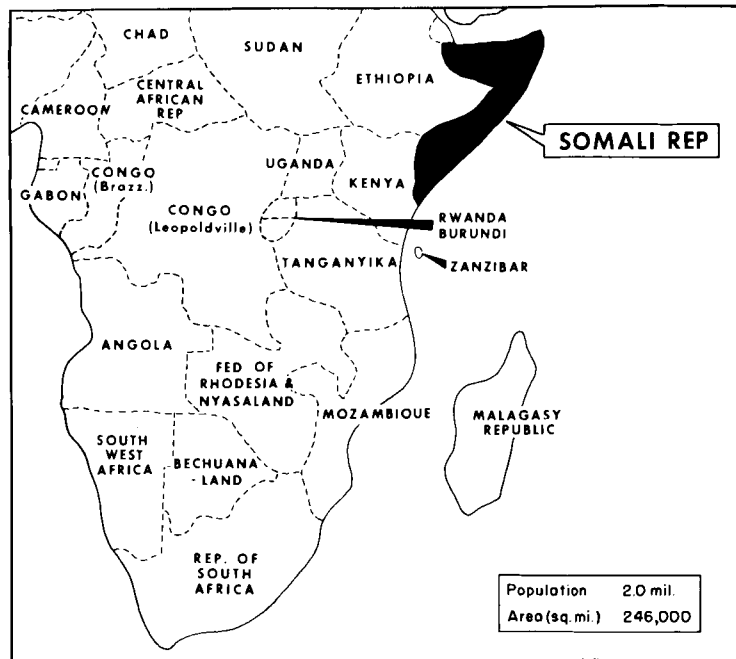 CHAD
SUDAN
ETHIOPIA
CENTRAL
AFRICAN
REP
CAMEROON
SOMALI REP
UGANDA
CONGO
(Brazz.)
KENYA
GABON
CONGO
(Leopoldville)
RWANDA
BURUNDI
TANGANYIKA
ZANZIBAR
ANGOLA
FED OF
RHODESIA &
NYASALAND
MOZAMBIQUE
MALAGASY
REPUBLIC
SOUTH
WEST
AFRICA
BECHUANA
-LAND
REP. OF
SOUTH
AFRICA
Population 2.0 mil.
Area (sq. mi.) 246,000